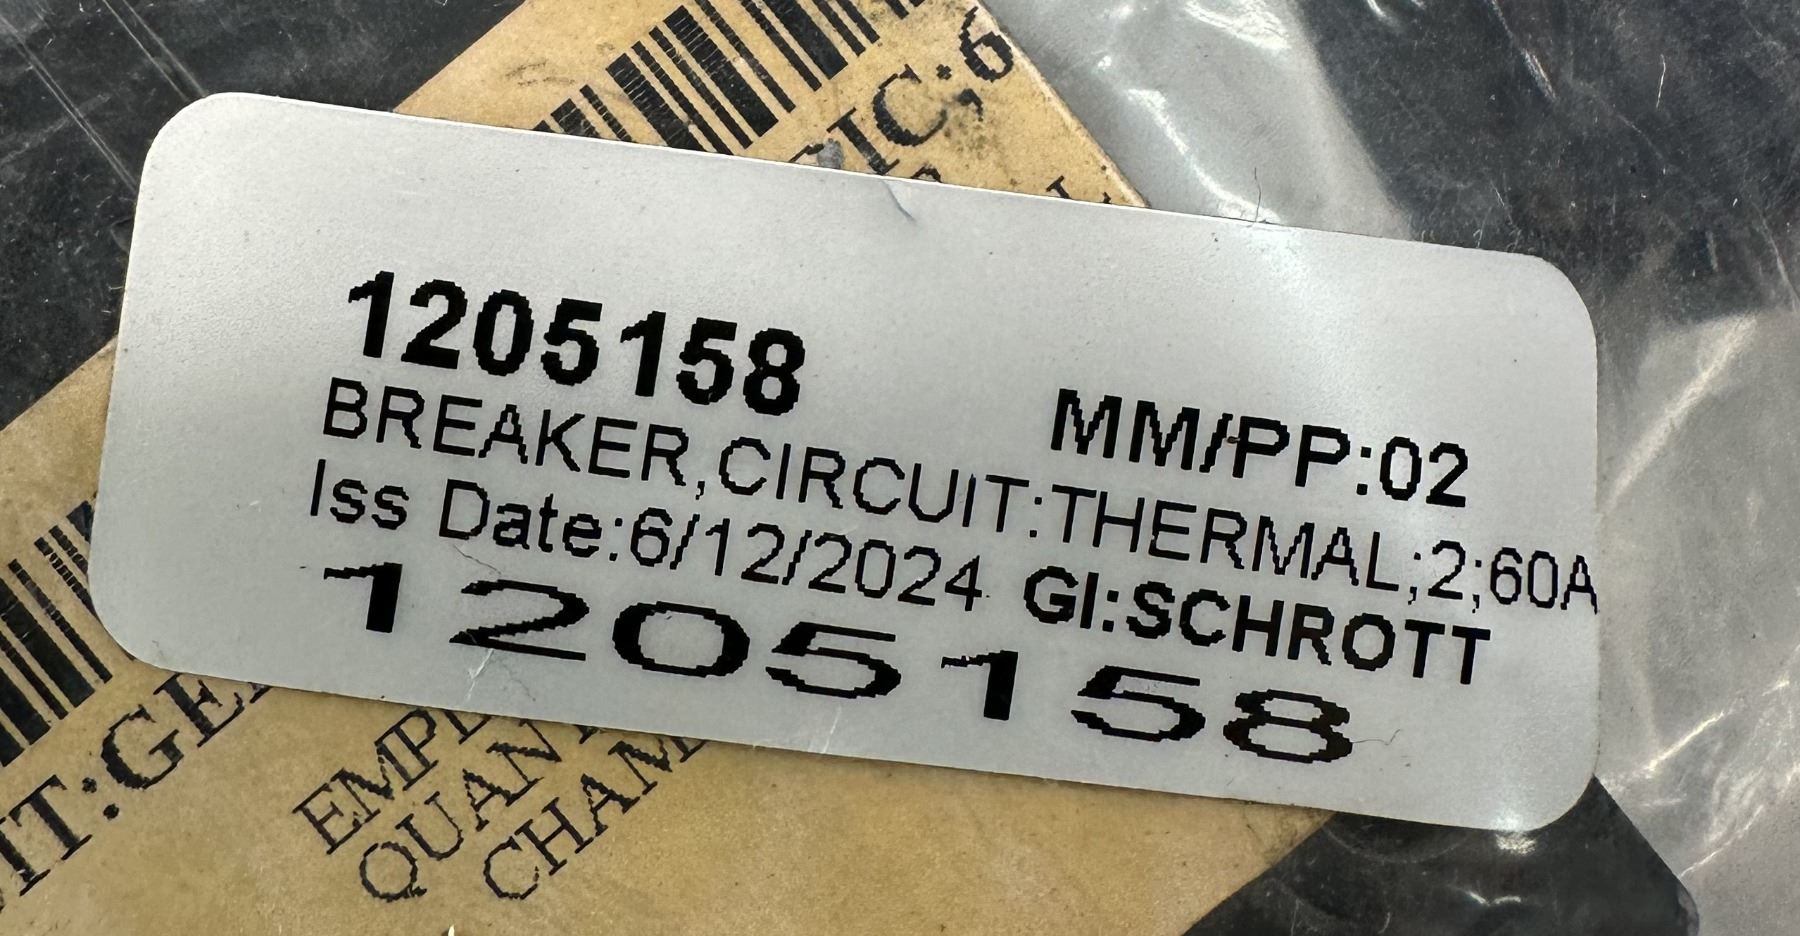 1205158
MM/PP:02
BREAKER,CIRCUIT:THERMAL;2;60A
Iss Date:6/12/2024 GI:SCHROTT
1205158